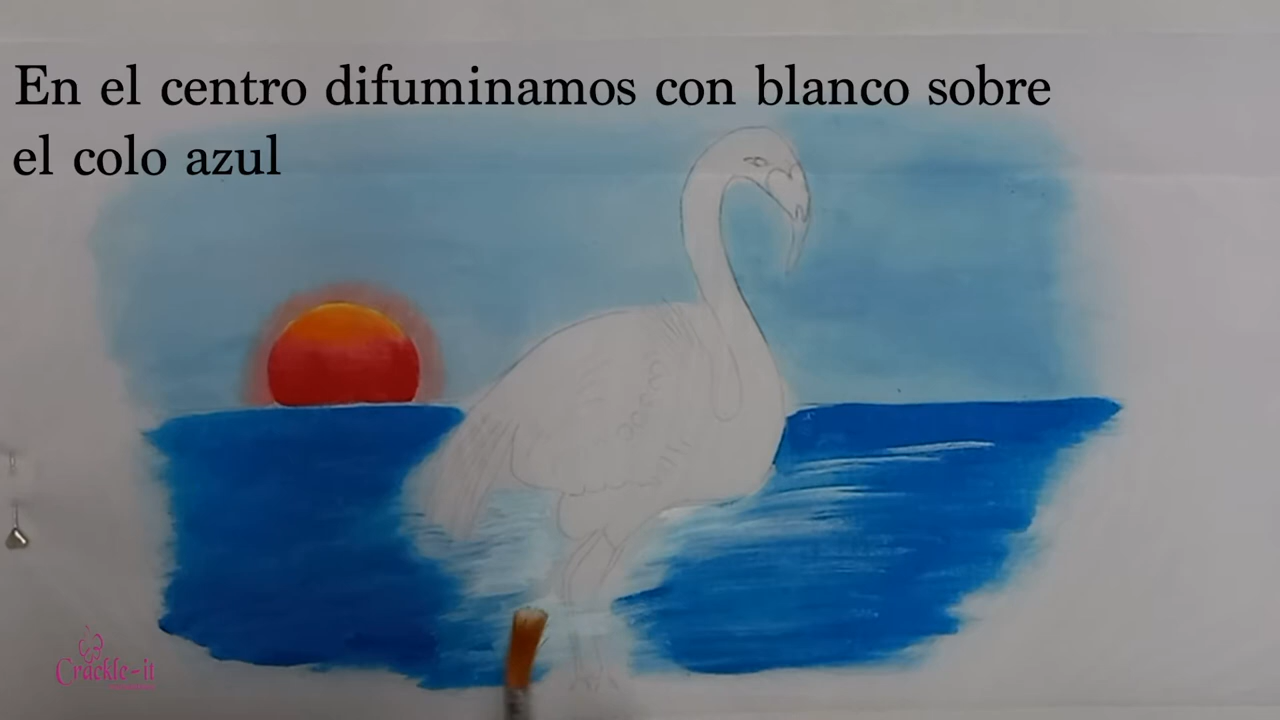 En el centro difuminamos con blanco sobre
el colo azul
Crackle-it